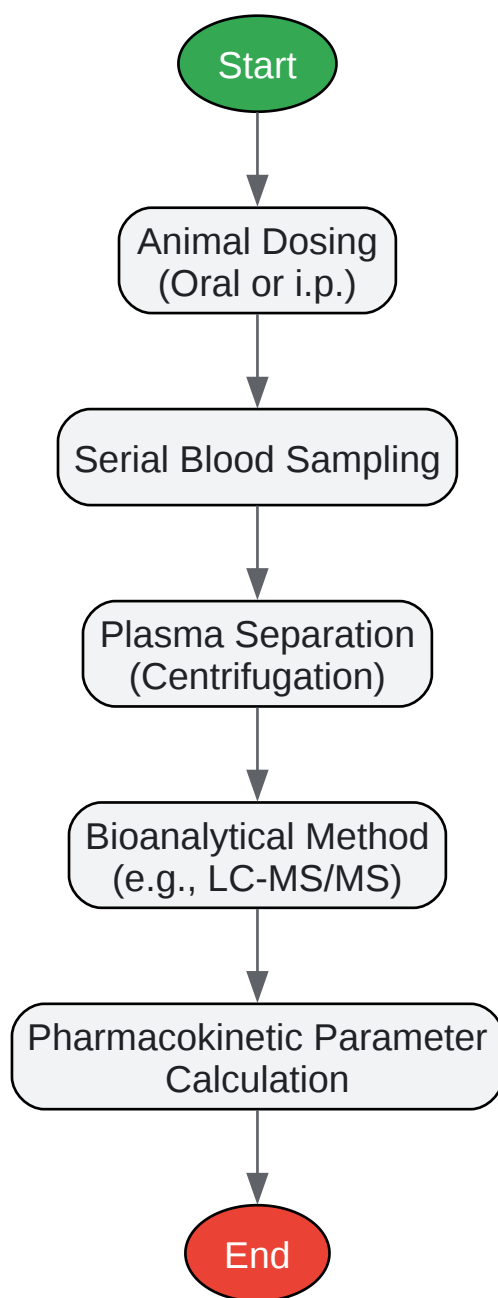 Start
Animal Dosing
(Oral or i.p.)
Serial Blood Sampling
Plasma Separation
(Centrifugation)
Bioanalytical Method
(e.g., LC-MS/MS)
Pharmacokinetic Parameter
Calculation
End